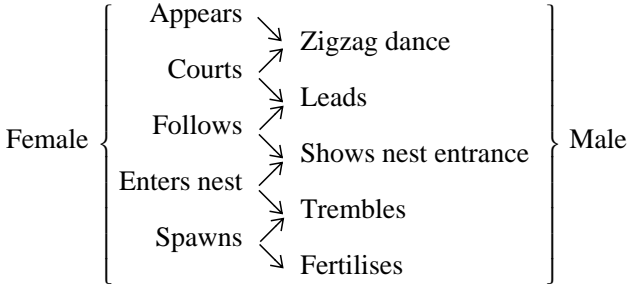 Appears
Zigzag dance
Courts
Leads
Follows
Female
Male
Shows nest entrance
Enters nest
Trembles
Spawns
Fertilises